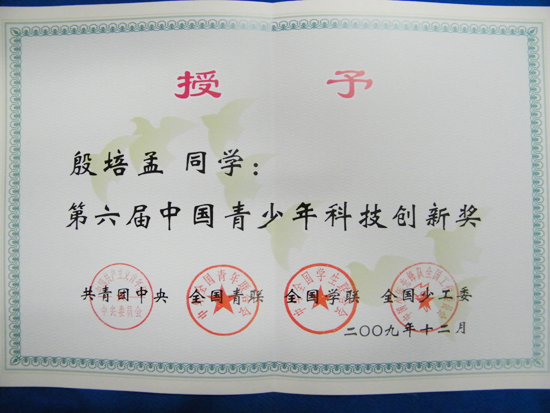 授 予
殷培孟 同学：
第六届中国青少年科技创新奖
共青团中央 全国青联 全国学联 全国少工委
二〇〇九年十二月